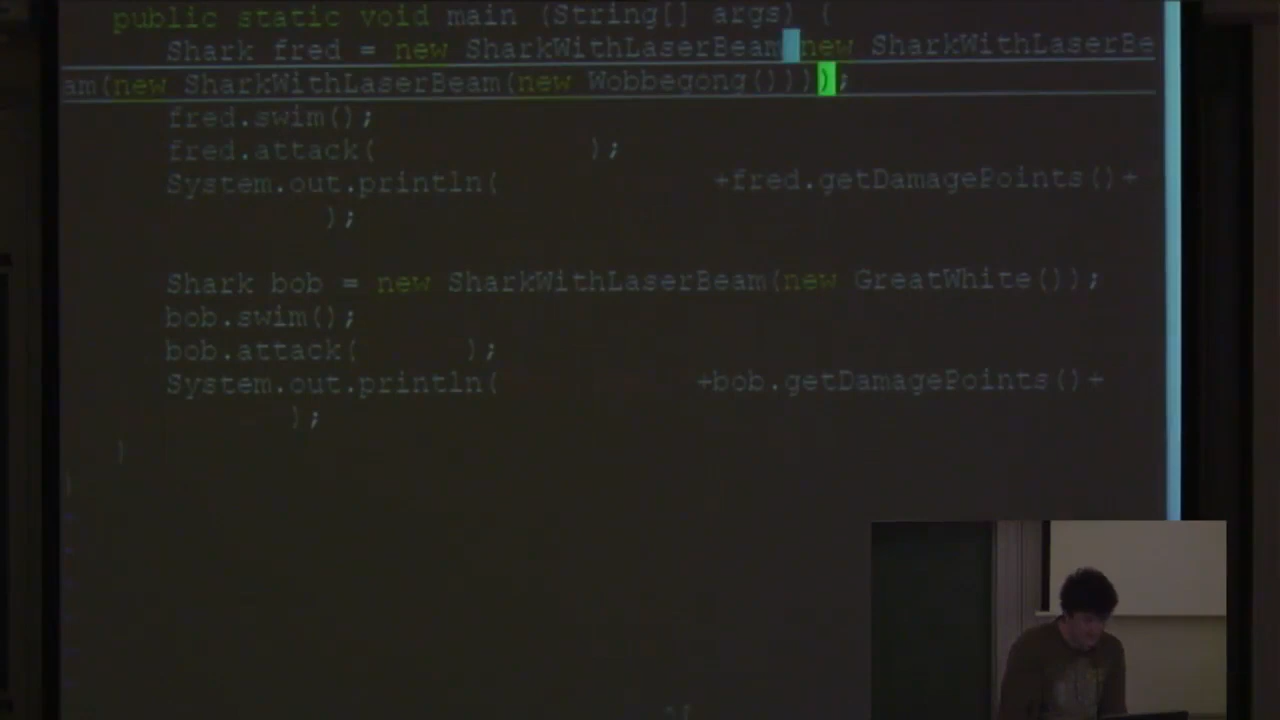 public static void main (String[] args) {
Shark fred = new SharkWithLaserBeam(new SharkWithLaserBe
am(new SharkWithLaserBeam(new Wobbegong())));
fred.swim();
fred.attack( );
System.out.println( +fred.getDamagePoints()+
);
Shark bob = new SharkWithLaserBeam(new GreatWhite());
bob.swim();
bob.attack( );
System.out.println( +bob.getDamagePoints()+
);
}
}